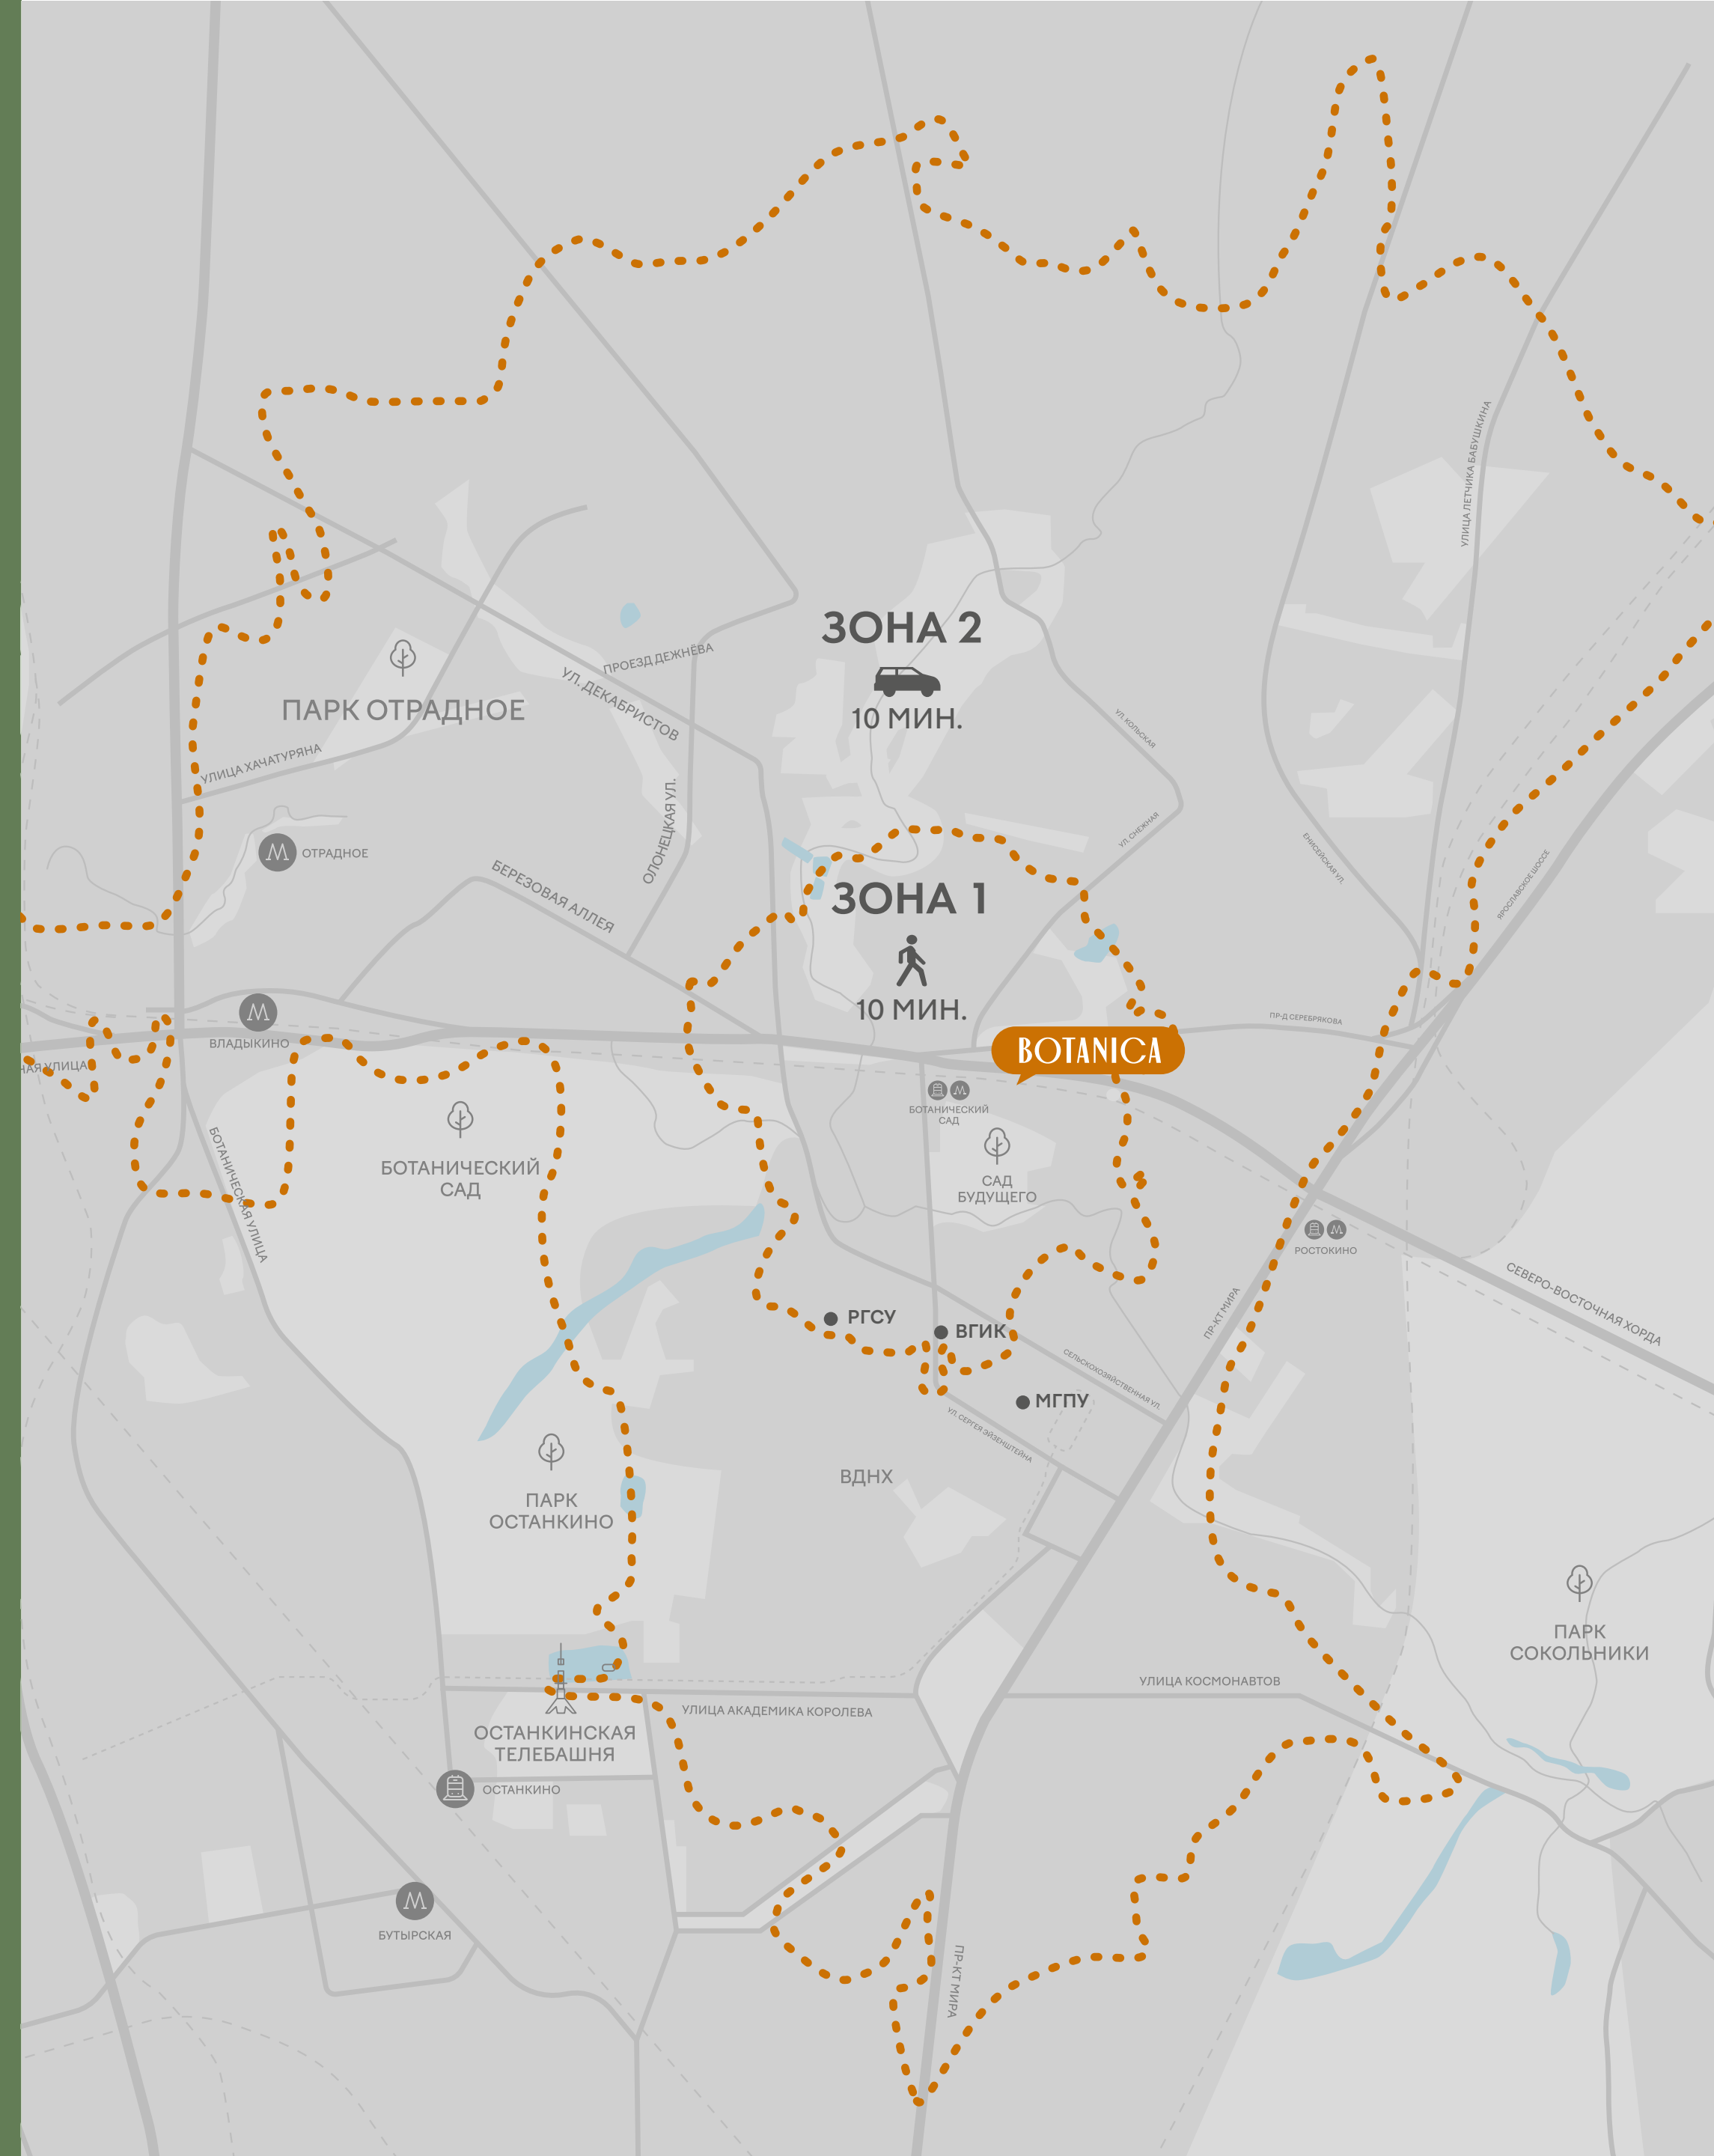 УЛИЦА ЛЕТЧИКА БАБУШКИНА
ЗОНА 2
10 МИН.
ПРОЕЗД ДЕЖНЁВА
УЛ. ДЕКАБРИСТОВ
ПАРК ОТРАДНОЕ
УЛ. КОЛЬСКАЯ
УЛИЦА ХАЧАТУРЯНА
ОЛОНЕЦКАЯ УЛ.
УЛ. СНЕЖНАЯ
ЕНИСЕЙСКАЯ УЛ.
ОТРАДНОЕ
БЕРЕЗОВАЯ АЛЛЕЯ
ЗОНА 1
10 МИН.
ЯРОСЛАВСКОЕ ШОССЕ
ПР-Д СЕРЕБРЯКОВА
ВЛАДЫКИНО
BOTANICA
НАЯ УЛИЦА
БОТАНИЧЕСКИЙ
САД
БОТАНИЧЕСКАЯ УЛИЦА
БОТАНИЧЕСКИЙ
САД
САД
БУДУЩЕГО
РОСТОКИНО
СЕВЕРО-ВОСТОЧНАЯ ХОРДА
ПР-КТ МИРА
РГСУ
ВГИК
СЕЛЬСКОХОЗЯЙСТВЕННАЯ УЛ.
МГПУ
УЛ. СЕРГЕЯ ЭЙЗЕНШТЕЙНА
ВДНХ
ПАРК
ОСТАНКИНО
ПАРК
СОКОЛЬНИКИ
УЛИЦА КОСМОНАВТОВ
УЛИЦА АКАДЕМИКА КОРОЛЕВА
ОСТАНКИНСКАЯ
ТЕЛЕБАШНЯ
ОСТАНКИНО
БУТЫРСКАЯ
ПР-КТ МИРА